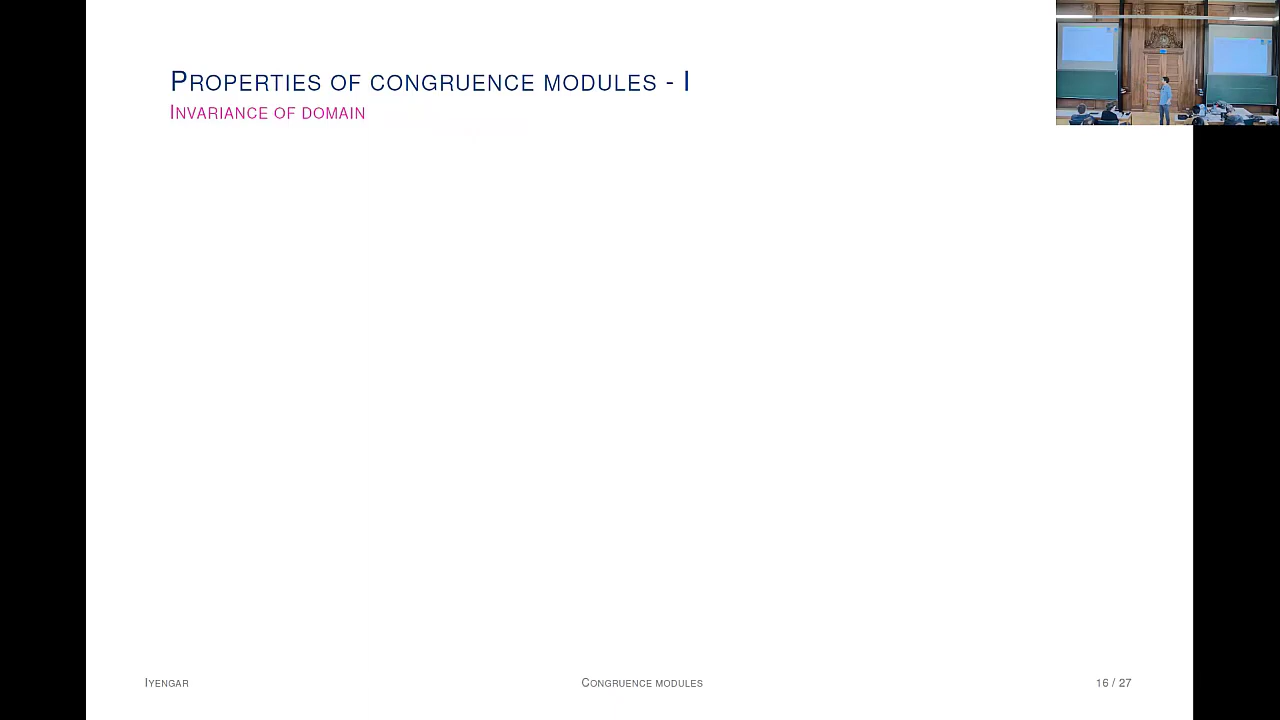 Properties of congruence modules - I
Invariance of domain
Iyengar
Congruence modules
16 / 27